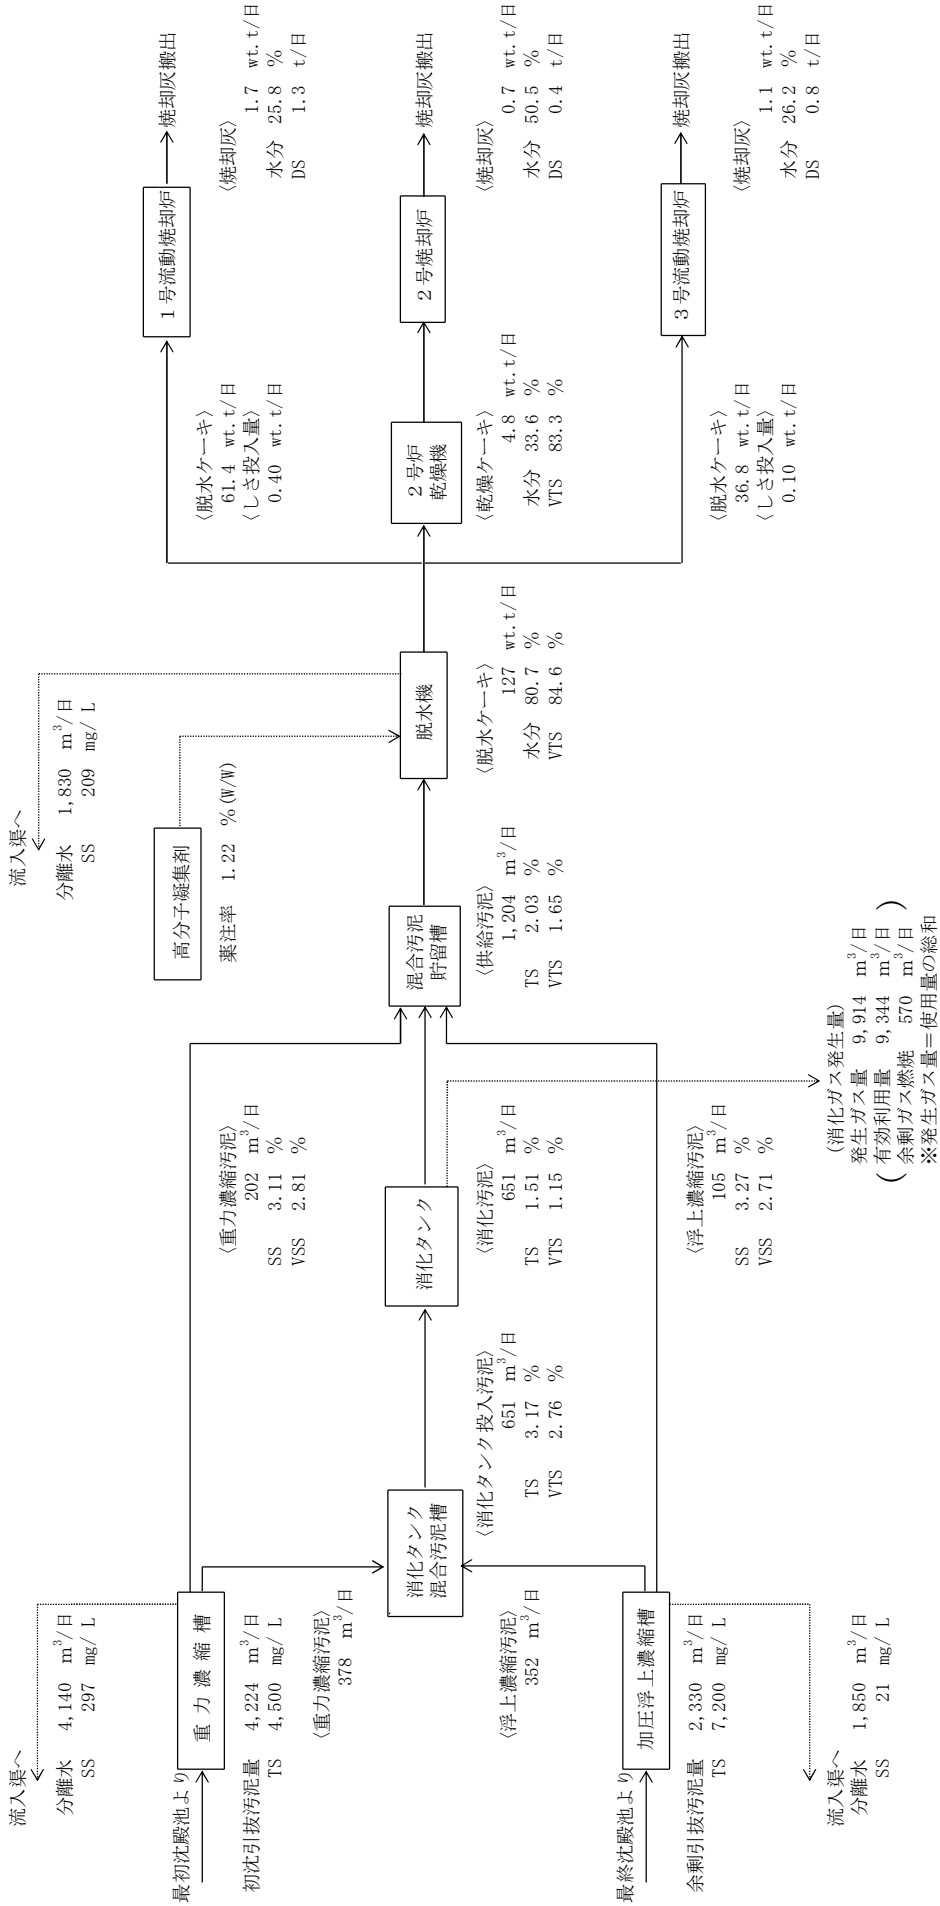 流入渠へ
分離水 4,140 m³/日
SS 297 mg/L
最初沈殿池より
重力濃縮槽
初沈引抜汚泥量 4,224 m³/日
TS 4,500 mg/L
〈重力濃縮汚泥〉
378 m³/日
〈浮上濃縮汚泥〉
352 m³/日
最終沈殿池より
加圧浮上濃縮槽
余剰引抜汚泥量 2,330 m³/日
TS 7,200 mg/L
流入渠へ
分離水 1,850 m³/日
SS 21 mg/L
消化タンク
混合汚泥槽
〈消化タンク投入汚泥〉
651 m³/日
TS 3.17 %
VTS 2.76 %
〈重力濃縮汚泥〉
202 m³/日
SS 3.11 %
VSS 2.81 %
消化タンク
〈消化汚泥〉
651 m³/日
TS 1.51 %
VTS 1.15 %
〈浮上濃縮汚泥〉
105 m³/日
SS 3.27 %
VSS 2.71 %
(消化ガス発生量)
発生ガス量 9,914 m³/日
有効利用量 9,344 m³/日
余剰ガス燃焼 570 m³/日
※発生ガス量＝使用量の総和
流入渠へ
分離水 1,830 m³/日
SS 209 mg/L
高分子凝集剤
薬注率 1.22 %(W/W)
混合汚泥
貯留槽
〈供給汚泥〉
1,204 m³/日
TS 2.03 %
VTS 1.65 %
脱水機
〈脱水ケーキ〉
127 wt.t/日
水分 80.7 %
VTS 84.6 %
〈脱水ケーキ〉
61.4 wt.t/日
〈しさ投入量〉
0.40 wt.t/日
2号炉
乾燥機
〈乾燥ケーキ〉
4.8 wt.t/日
水分 33.6 %
VTS 83.3 %
〈脱水ケーキ〉
36.8 wt.t/日
〈しさ投入量〉
0.10 wt.t/日
1号流動焼却炉
焼却灰搬出
〈焼却灰〉
1.7 wt.t/日
水分 25.8 %
DS 1.3 t/日
2号焼却炉
焼却灰搬出
〈焼却灰〉
0.7 wt.t/日
水分 50.5 %
DS 0.4 t/日
3号流動焼却炉
焼却灰搬出
〈焼却灰〉
1.1 wt.t/日
水分 26.2 %
DS 0.8 t/日